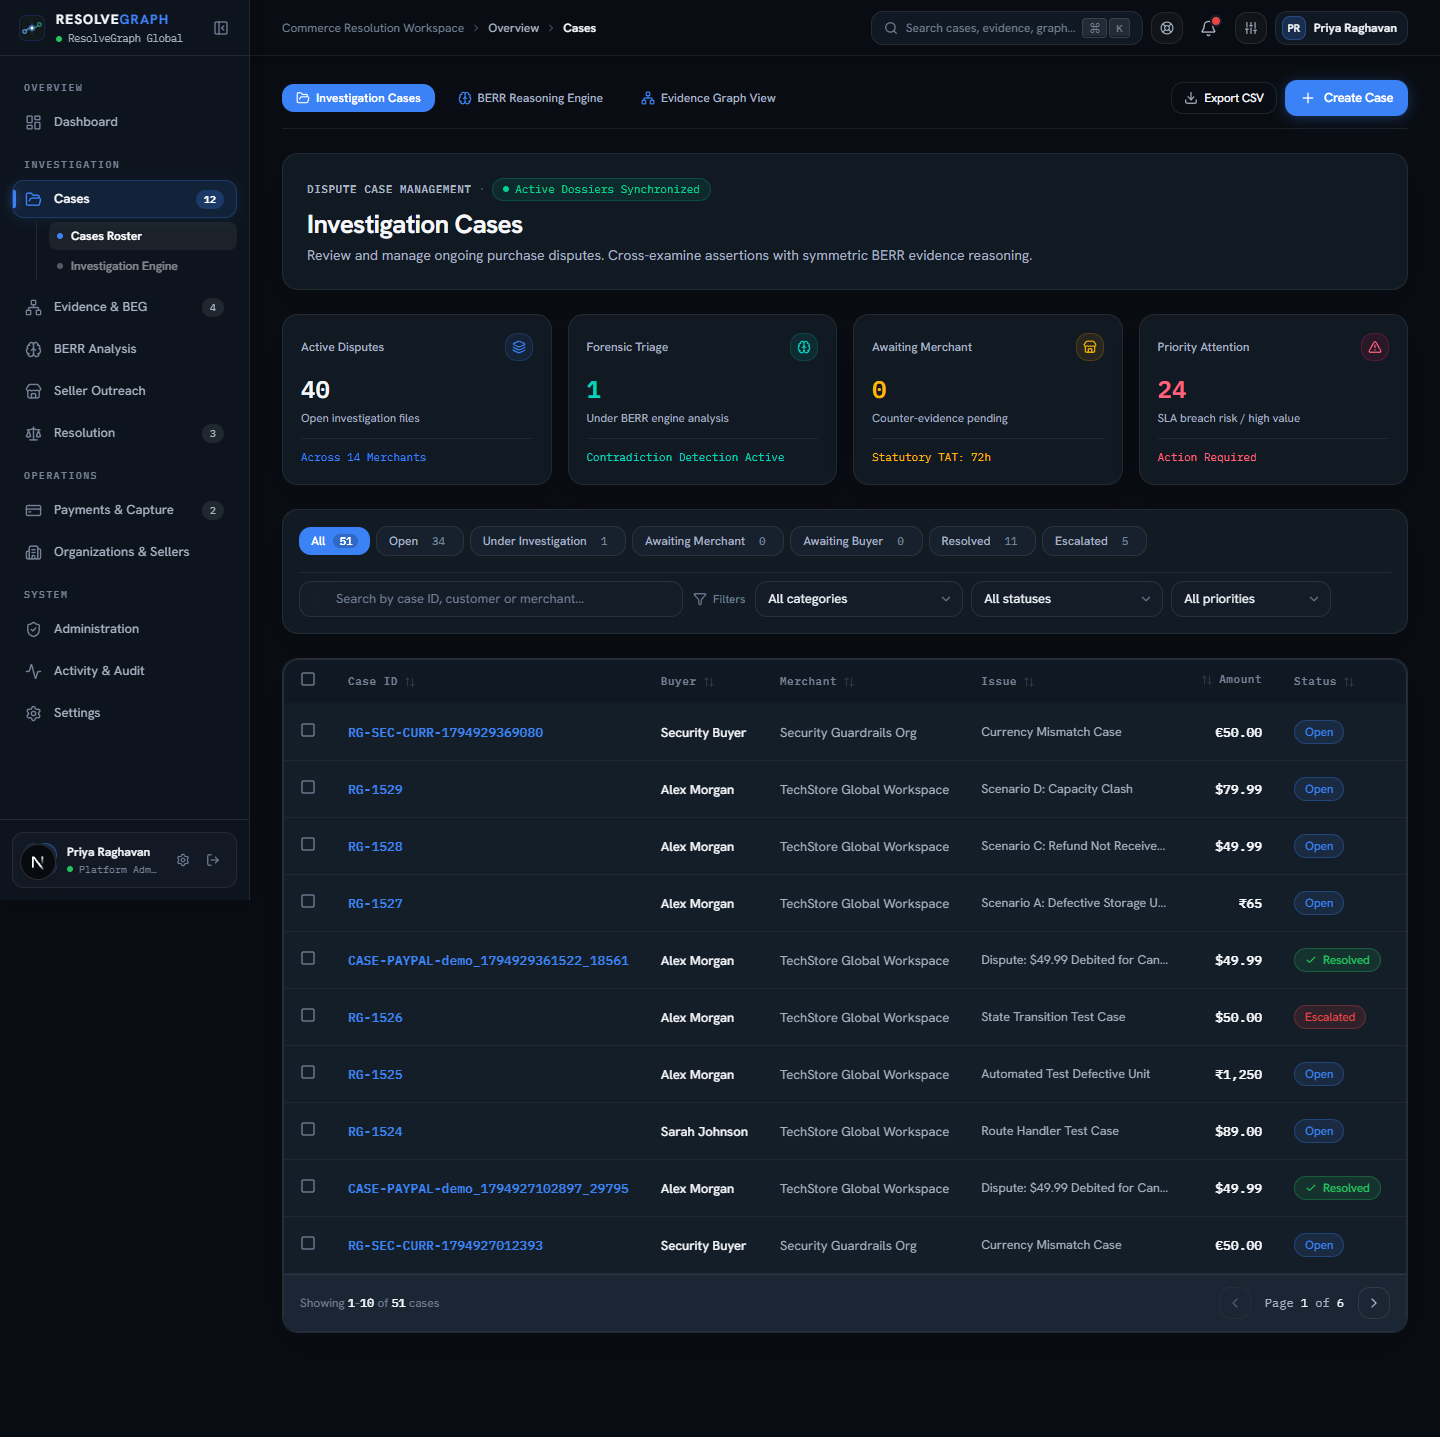 RESOLVEGRAPH
ResolveGraph Global
Commerce Resolution Workspace > Overview > Cases
Search cases, evidence, graph... ⌘ K
PR Priya Raghavan
OVERVIEW
Dashboard
INVESTIGATION
Cases 12
Cases Roster
Investigation Engine
Evidence & BEG 4
BERR Analysis
Seller Outreach
Resolution 3
OPERATIONS
Payments & Capture 2
Organizations & Sellers
SYSTEM
Administration
Activity & Audit
Settings
N Priya Raghavan
Platform Adm…
Investigation Cases BERR Reasoning Engine Evidence Graph View Export CSV Create Case
DISPUTE CASE MANAGEMENT · Active Dossiers Synchronized
Investigation Cases
Review and manage ongoing purchase disputes. Cross-examine assertions with symmetric BERR evidence reasoning.
Active Disputes
40
Open investigation files
Across 14 Merchants
Forensic Triage
1
Under BERR engine analysis
Contradiction Detection Active
Awaiting Merchant
0
Counter-evidence pending
Statutory TAT: 72h
Priority Attention
24
SLA breach risk / high value
Action Required
All 51 Open 34 Under Investigation 1 Awaiting Merchant 0 Awaiting Buyer 0 Resolved 11 Escalated 5
Search by case ID, customer or merchant... Filters All categories All statuses All priorities
Case ID Buyer Merchant Issue Amount Status
RG-SEC-CURR-1794929369080 Security Buyer Security Guardrails Org Currency Mismatch Case €50.00 Open
RG-1529 Alex Morgan TechStore Global Workspace Scenario D: Capacity Clash $79.99 Open
RG-1528 Alex Morgan TechStore Global Workspace Scenario C: Refund Not Receive... $49.99 Open
RG-1527 Alex Morgan TechStore Global Workspace Scenario A: Defective Storage U... ₹65 Open
CASE-PAYPAL-demo_1794929361522_18561 Alex Morgan TechStore Global Workspace Dispute: $49.99 Debited for Can... $49.99 Resolved
RG-1526 Alex Morgan TechStore Global Workspace State Transition Test Case $50.00 Escalated
RG-1525 Alex Morgan TechStore Global Workspace Automated Test Defective Unit ₹1,250 Open
RG-1524 Sarah Johnson TechStore Global Workspace Route Handler Test Case $89.00 Open
CASE-PAYPAL-demo_1794927102897_29795 Alex Morgan TechStore Global Workspace Dispute: $49.99 Debited for Can... $49.99 Resolved
RG-SEC-CURR-1794927012393 Security Buyer Security Guardrails Org Currency Mismatch Case €50.00 Open
Showing 1-10 of 51 cases Page 1 of 6